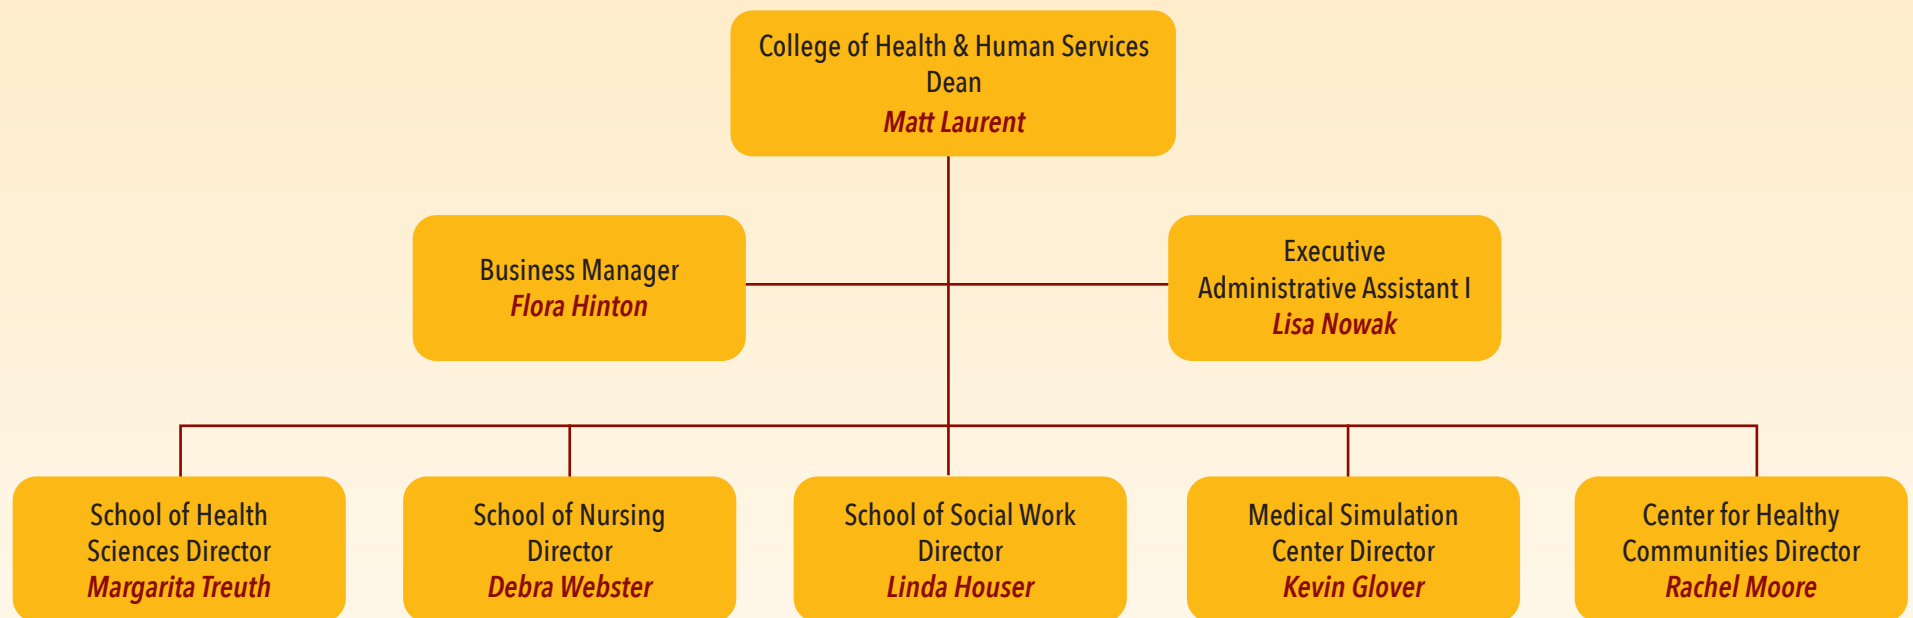 College of Health & Human Services
Dean
Matt Laurent
Business Manager
Flora Hinton
Executive
Administrative Assistant I
Lisa Nowak
School of Health
Sciences Director
Margarita Treuth
School of Nursing
Director
Debra Webster
School of Social Work
Director
Linda Houser
Medical Simulation
Center Director
Kevin Glover
Center for Healthy
Communities Director
Rachel Moore